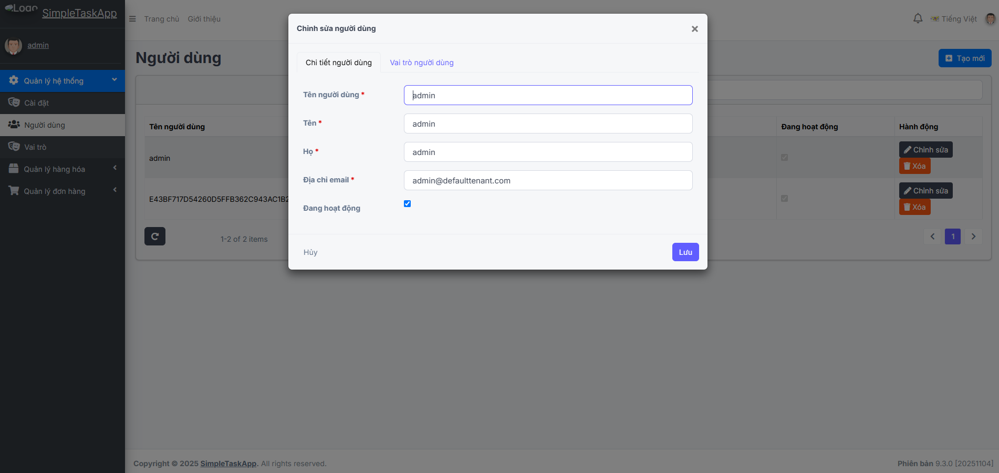 Logo SimpleTaskApp
admin
Quản lý hệ thống
Cài đặt
Người dùng
Vai trò
Quản lý hàng hóa
Quản lý đơn hàng
Trang chủ Giới thiệu
Tiếng Việt
Người dùng
Tạo mới
Tên người dùng
Đang hoạt động
Hành động
admin
Chỉnh sửa
Xóa
E43BF717D54260D5FFB362C943AC1B2
Chỉnh sửa
Xóa
1-2 of 2 items
1
Chỉnh sửa người dùng
Chi tiết người dùng
Vai trò người dùng
Tên người dùng *
admin
Tên *
admin
Họ *
admin
Địa chỉ email *
admin@defaulttenant.com
Đang hoạt động
Hủy
Lưu
Copyright © 2025 SimpleTaskApp. All rights reserved.
Phiên bản 9.3.0 [20251104]